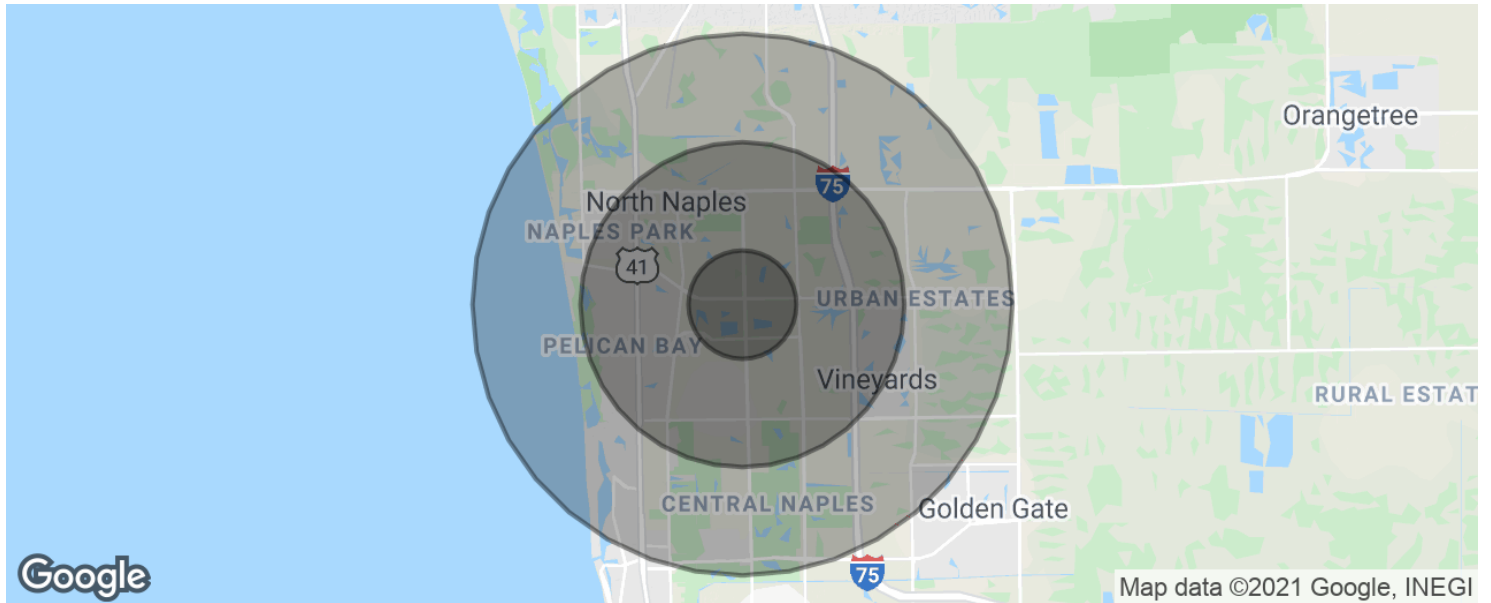 Orangetree
75
North Naples
NAPLES PARK
41
URBAN ESTATES
PELICAN BAY
Vineyards
RURAL ESTAT
CENTRAL NAPLES
Golden Gate
75
Google
Map data ©2021 Google, INEGI